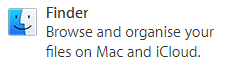 Finder
Browse and organise your
files on Mac and iCloud.